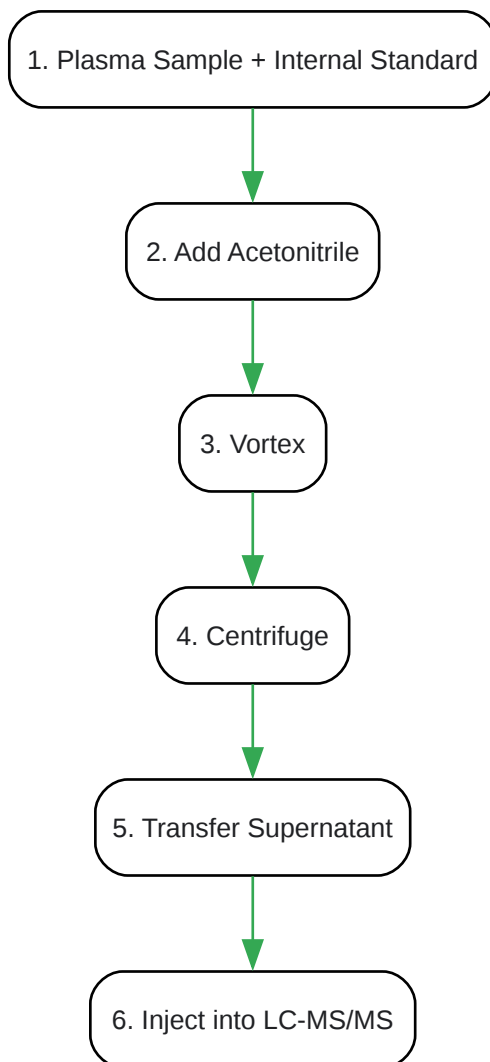 1. Plasma Sample + Internal Standard
2. Add Acetonitrile
3. Vortex
4. Centrifuge
5. Transfer Supernatant
6. Inject into LC-MS/MS